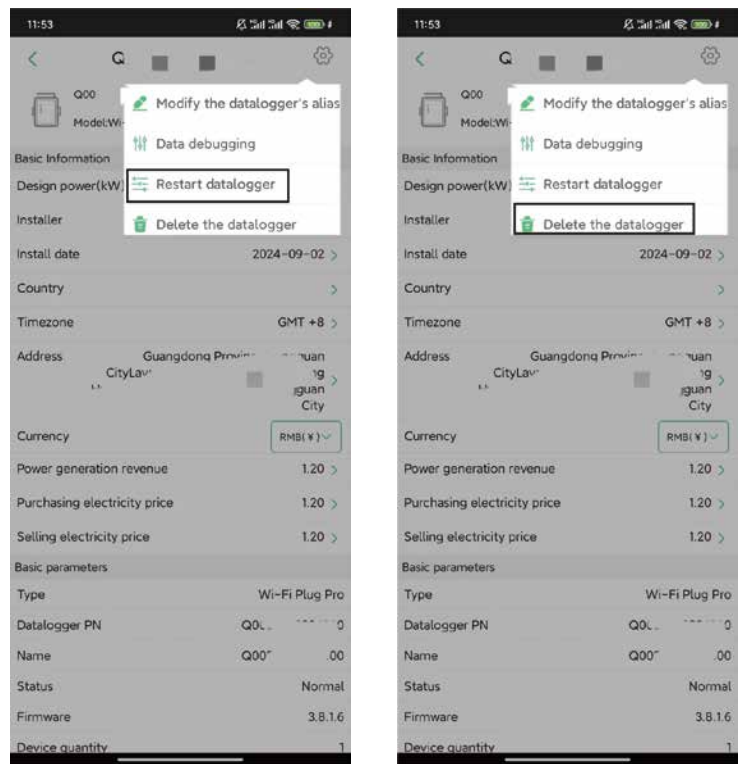 11:53
Q
Q00
Model:Wi-
Modify the datalogger's alias
Data debugging
Restart datalogger
Delete the datalogger
Basic Information
Design power(kW)
Installer
Install date 2024-09-02
Country
Timezone GMT +8
Address Guangdong
City
City
Currency RMB(¥)
Power generation revenue 1.20
Purchasing electricity price 1.20
Selling electricity price 1.20
Basic parameters
Type Wi-Fi Plug Pro
Datalogger PN
Name .00
Status Normal
Firmware 3.8.1.6
Device quantity 1
11:53
Q
Q00
Model:Wi-
Modify the datalogger's alias
Data debugging
Restart datalogger
Delete the datalogger
Basic Information
Design power(kW)
Installer
Install date 2024-09-02
Country
Timezone GMT +8
Address Guangdong
City
City
Currency RMB(¥)
Power generation revenue 1.20
Purchasing electricity price 1.20
Selling electricity price 1.20
Basic parameters
Type Wi-Fi Plug Pro
Datalogger PN
Name .00
Status Normal
Firmware 3.8.1.6
Device quantity 1